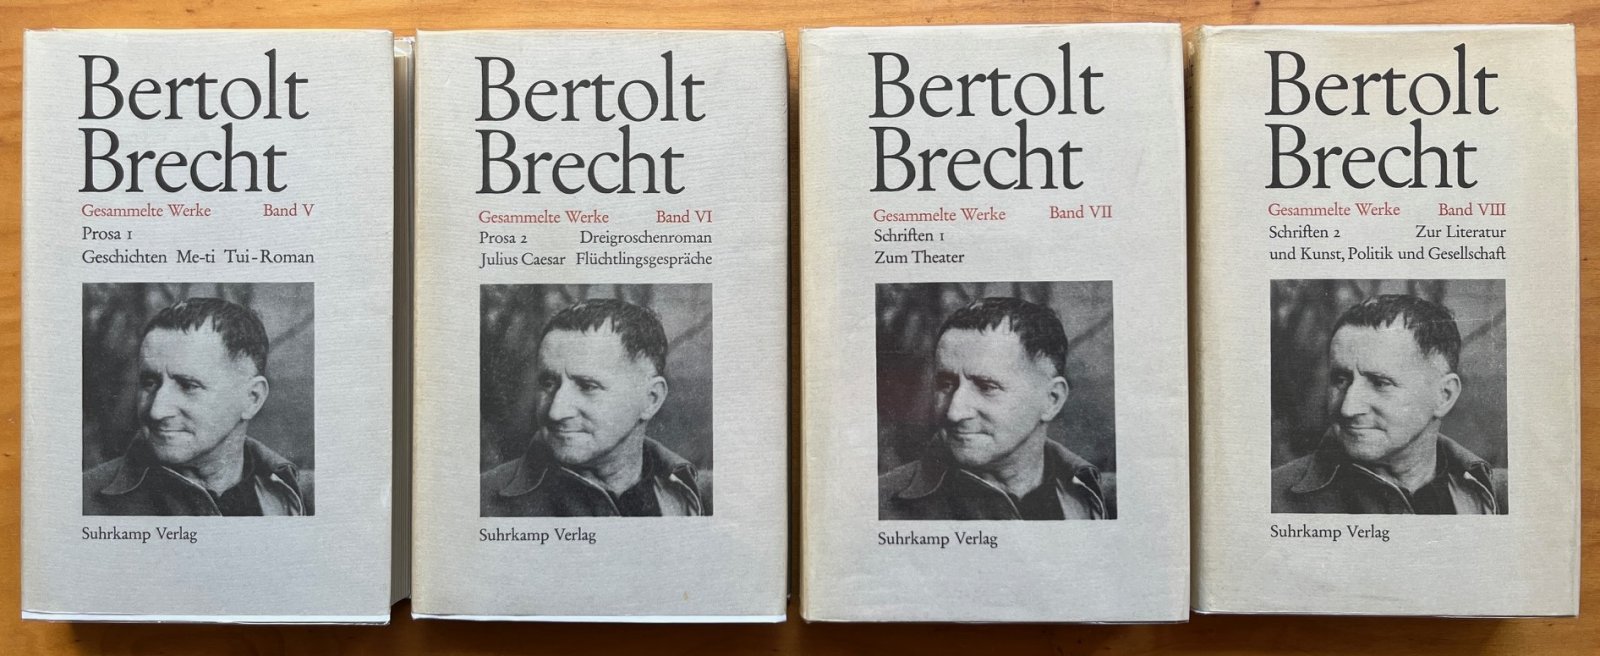 Bertolt
Brecht
Gesammelte Werke Band V
Prosa 1
Geschichten Me-ti Tui-Roman
Suhrkamp Verlag
Bertolt
Brecht
Gesammelte Werke Band VI
Prosa 2 Dreigroschenroman
Julius Caesar Flüchtlingsgespräche
Suhrkamp Verlag
Bertolt
Brecht
Gesammelte Werke Band VII
Schriften 1
Zum Theater
Suhrkamp Verlag
Bertolt
Brecht
Gesammelte Werke Band VIII
Schriften 2 Zur Literatur
und Kunst, Politik und Gesellschaft
Suhrkamp Verlag